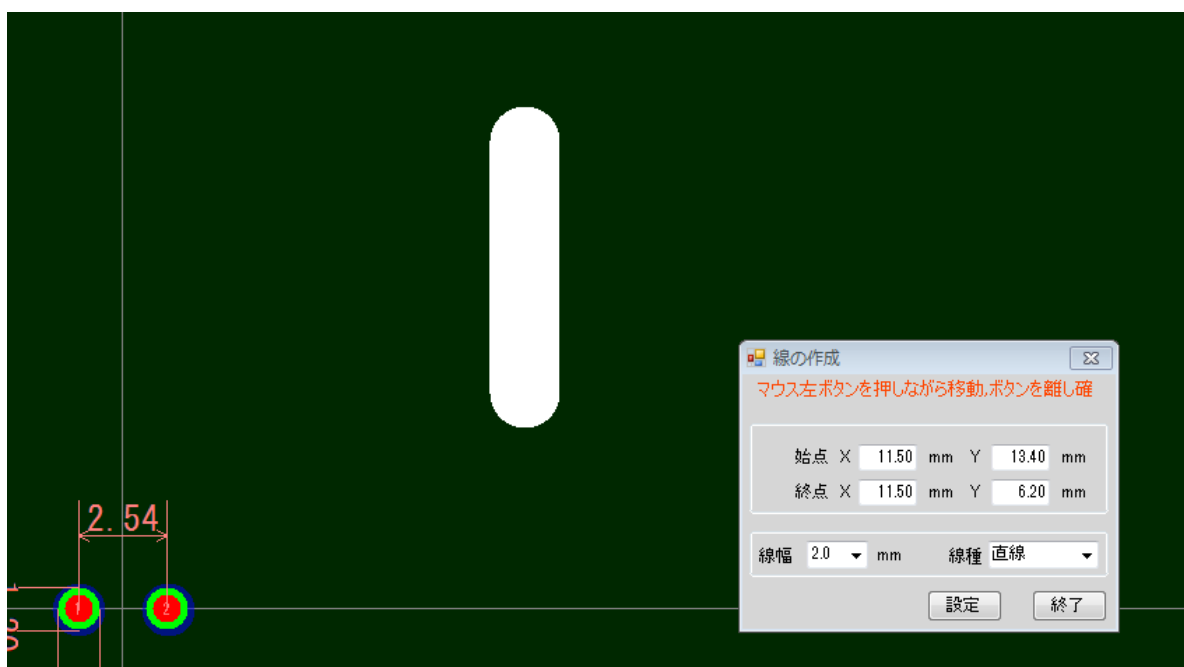 線の作成
マウス左ボタンを押しながら移動,ボタンを離し確
始点 X 11.50 mm Y 13.40 mm
終点 X 11.50 mm Y 6.20 mm
線幅 2.0 mm 線種 直線
設定 終了
2.54
1 2